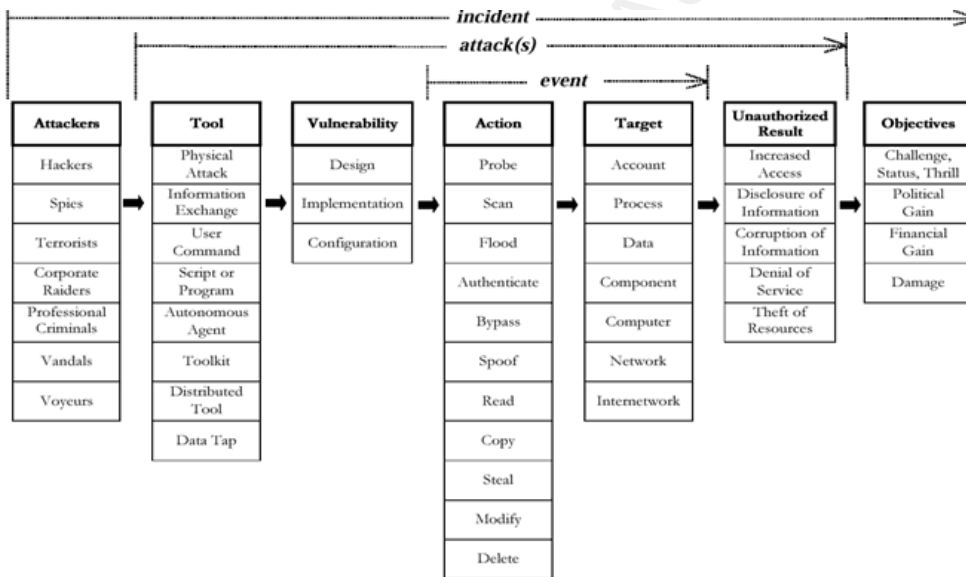 incident
attack(s)
event
Attackers
Hackers
Spies
Terrorists
Corporate
Raiders
Professional
Criminals
Vandals
Voyeurs
Tool
Physical
Attack
Information
Exchange
User
Command
Script or
Program
Autonomous
Agent
Toolkit
Distributed
Tool
Data Tap
Vulnerability
Design
Implementation
Configuration
Action
Probe
Scan
Flood
Authenticate
Bypass
Spoof
Read
Copy
Steal
Modify
Delete
Target
Account
Process
Data
Component
Computer
Network
Internetwork
Unauthorized
Result
Increased
Access
Disclosure of
Information
Corruption of
Information
Denial of
Service
Theft of
Resources
Objectives
Challenge,
Status, Thrill
Political
Gain
Financial
Gain
Damage